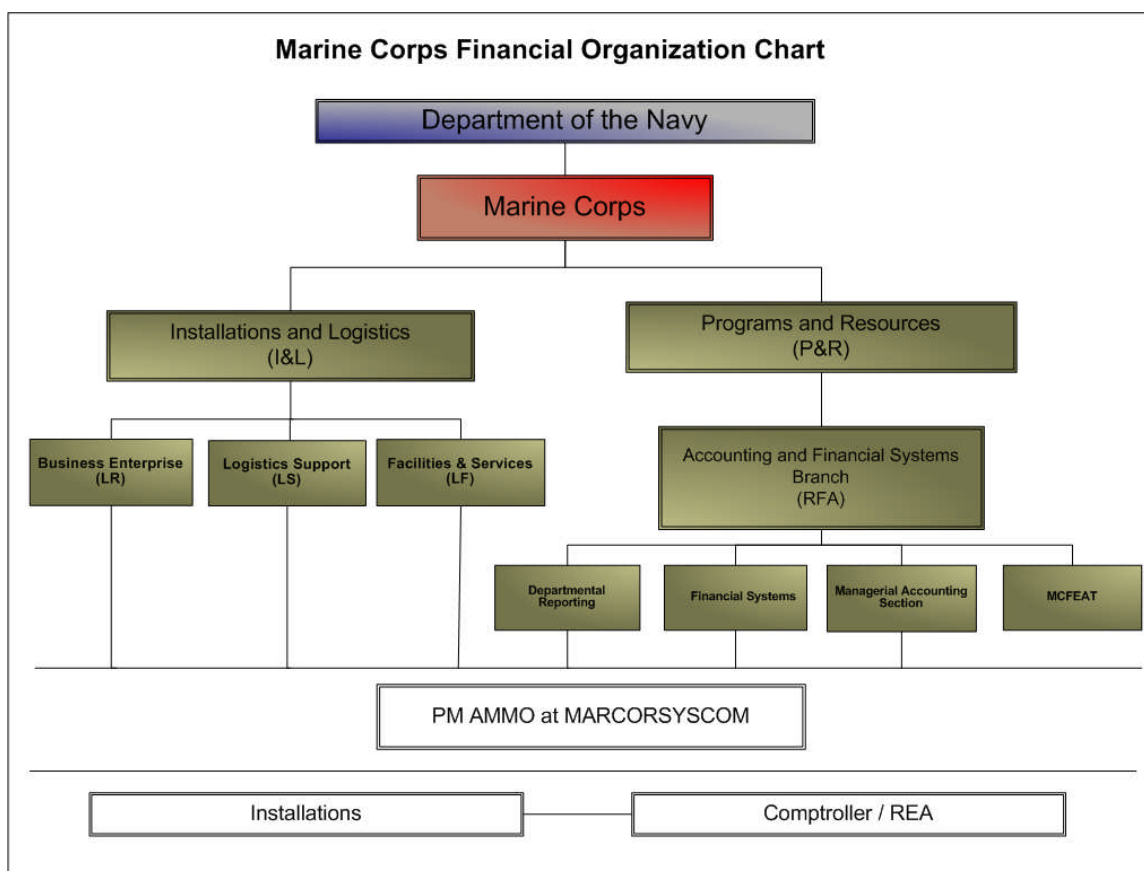 Marine Corps Financial Organization Chart
Department of the Navy
Marine Corps
Installations and Logistics
(I&L)
Programs and Resources
(P&R)
Business Enterprise
(LR)
Logistics Support
(LS)
Facilities & Services
(LF)
Accounting and Financial Systems
Branch
(RFA)
Departmental
Reporting
Financial Systems
Managerial Accounting
Section
MCFEAT
PM AMMO at MARCORSYSCOM
Installations
Comptroller / REA